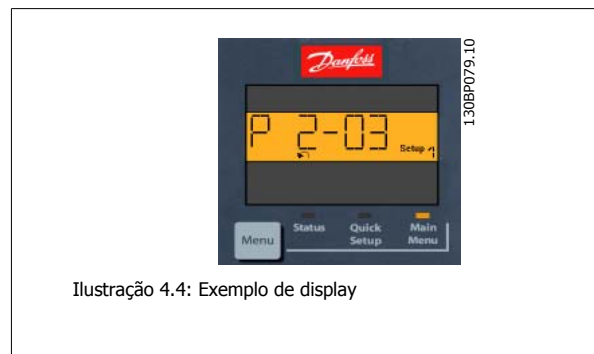 Danfoss
130BP079.10
P 2-03
Setup 1
Menu
Status
Quick
Setup
Main
Menu
Ilustração 4.4: Exemplo de display